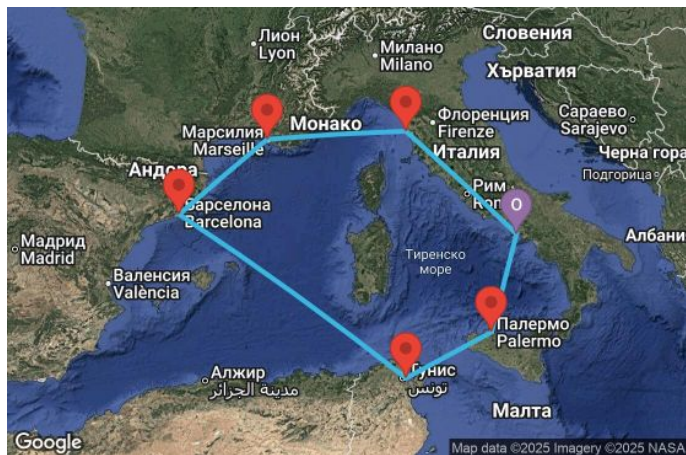 Лион
Lyon
Милано
Milano
Словения
Хърватия
Марсилия
Marseille
Монако
Флоренция
Firenze
Сараево
Sarajevo
Италия
Черна гора
Подгорица
Андора
Барселона
Barcelona
Рим
O
Албани
Мадрид
Madrid
Валенсия
València
Тиренско
море
Палермо
Palermo
Алжир
مدينة الجزائر
Тунис
تونس
Малта
Google
Map data ©2025 Imagery ©2025 NASA